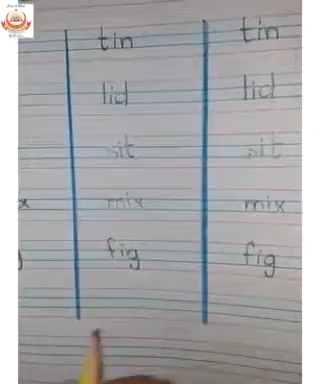 tin tin
lid lid
sit sit
x mix mix
fig fig